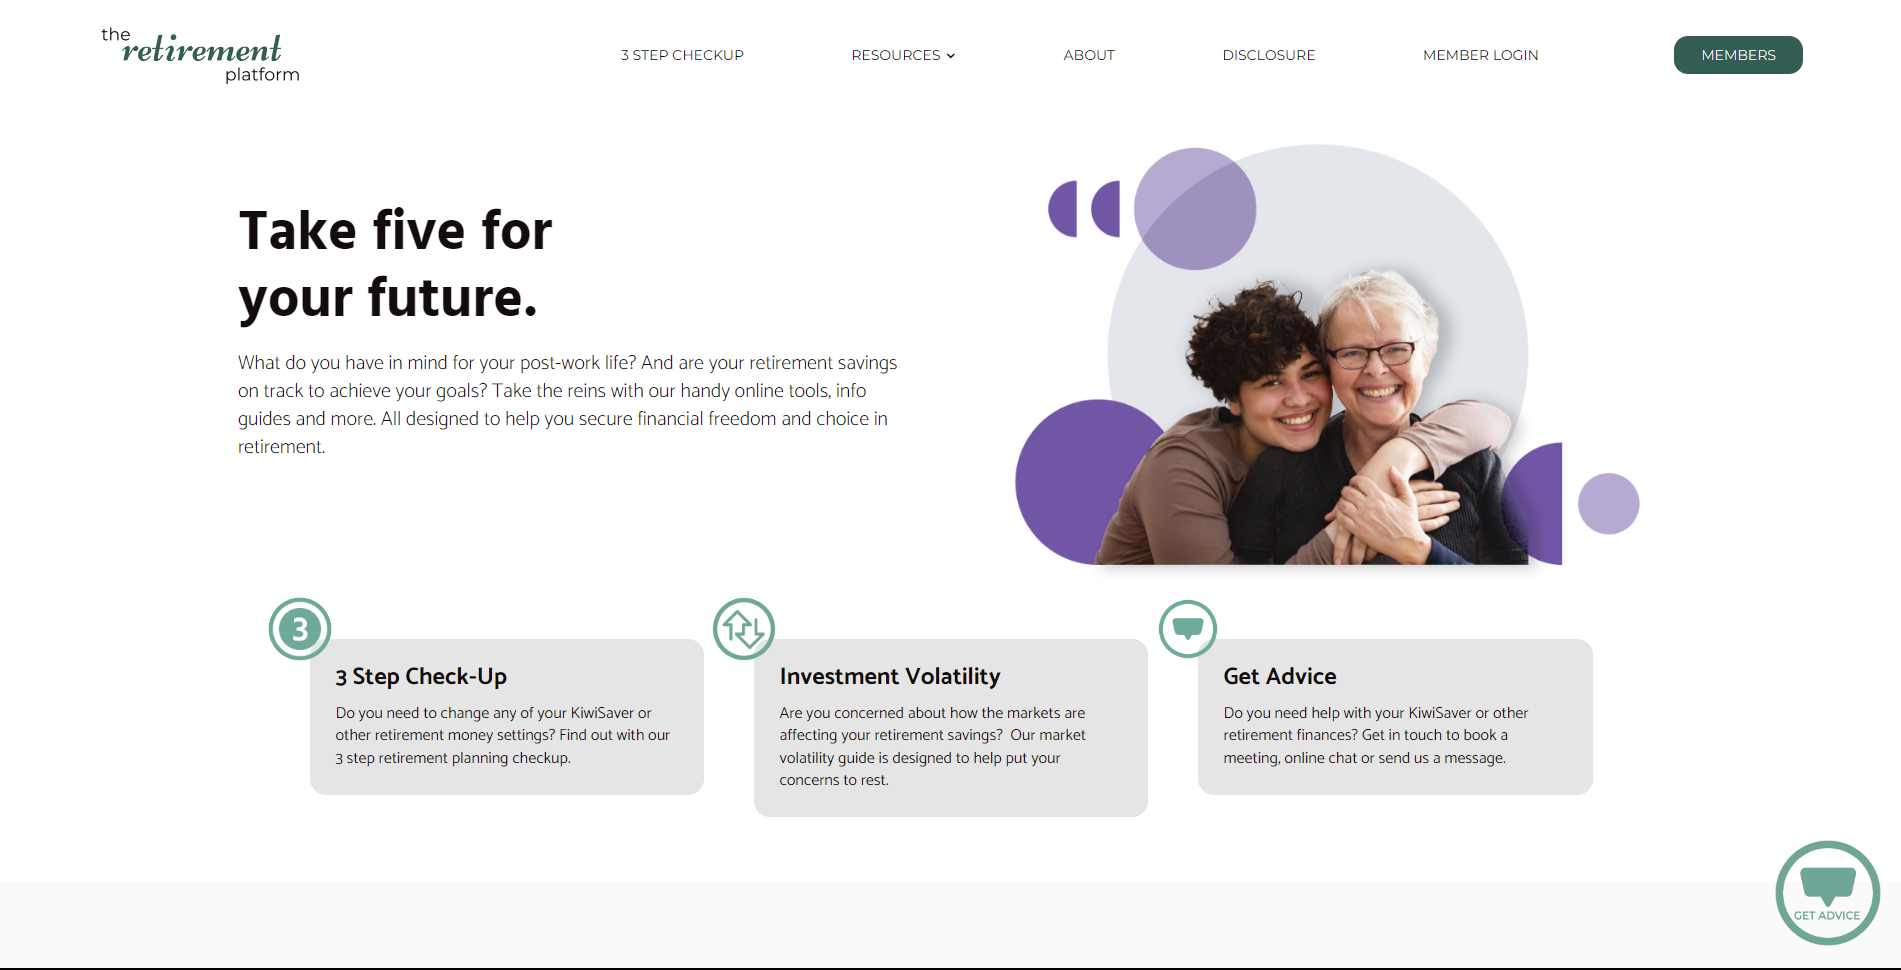 the
retirement
platform
3 STEP CHECKUP
RESOURCES
ABOUT
DISCLOSURE
MEMBER LOGIN
MEMBERS
Take five for
your future.
What do you have in mind for your post-work life? And are your retirement savings
on track to achieve your goals? Take the reins with our handy online tools, info
guides and more. All designed to help you secure financial freedom and choice in
retirement.
3
3 Step Check-Up
Do you need to change any of your KiwiSaver or
other retirement money settings? Find out with our
3 step retirement planning checkup.
Investment Volatility
Are you concerned about how the markets are
affecting your retirement savings?  Our market
volatility guide is designed to help put your
concerns to rest.
Get Advice
Do you need help with your KiwiSaver or other
retirement finances? Get in touch to book a
meeting, online chat or send us a message.
GET ADVICE